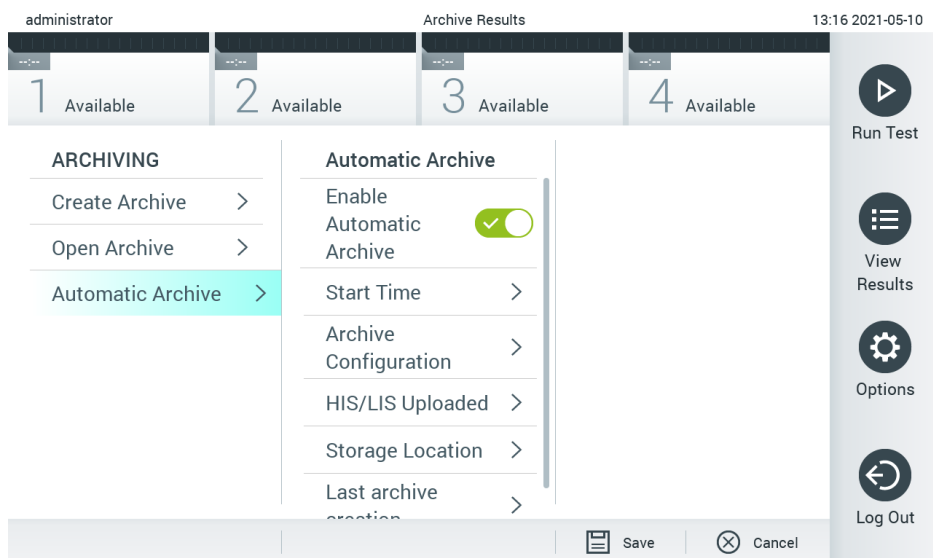 administrator
Archive Results
13:16 2021-05-10
--:--
--:--
--:--
--:--
1 Available
2 Available
3 Available
4 Available
Run Test
ARCHIVING
Create Archive
Open Archive
Automatic Archive
Automatic Archive
Enable
Automatic
Archive
Start Time
Archive
Configuration
HIS/LIS Uploaded
Storage Location
Last archive
creation
View
Results
Options
Log Out
Save
Cancel